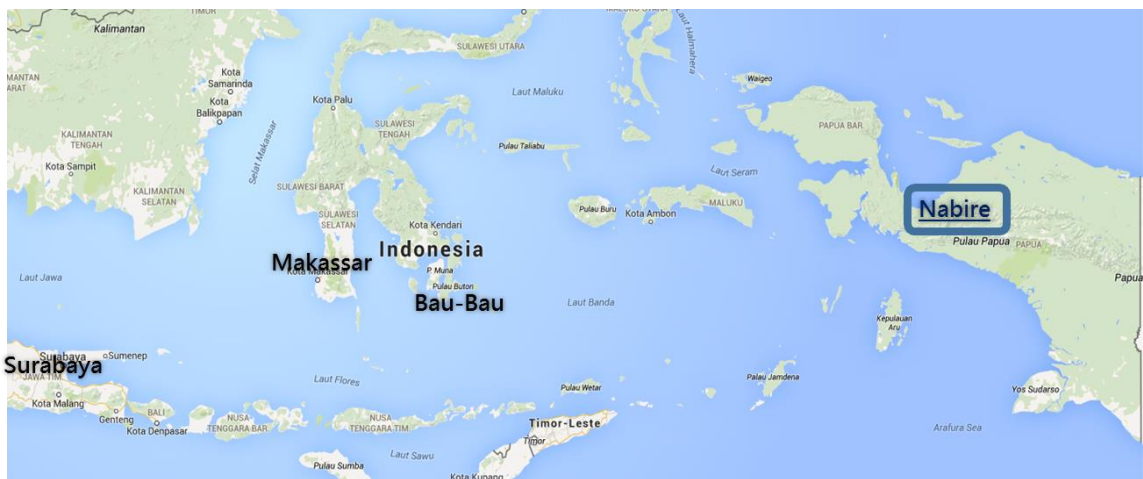 TIMOR
MALUKU UTARA
Kalimantan
SULAWESI UTARA
Laut Halmahera
Kota
Samarinda
Waigeo
Laut Maluku
Kota
Balikpapan
Kota Palu
SULAWESI
TENGAH
PAPUA BAR.
KALIMANTAN
TENGAH
Selat Makassar
Pulau Taliabu
Kota Sampit
Laut Seram
KALIMANTAN
SELATAN
SULAWESI BARAT
MALUKU
Nabire
SULAWESI
SELATAN
Pulau Buru
Kota Ambon
Kota Kendari
Indonesia
Pulau Papua
PAPUA
Makassar
Kota Makassar
P. Muna
Laut Jawa
Papua
Pulau Buton
Bau-Bau
Laut Banda
Kepulauan
Aru
Surabaya
Surabaya
Sumenep
JAWA TIM.
Laut Flores
Palau Jamdena
Pulau Wetar
Yos Sudarso
Kota Malang
Genteng
BALI
Kota Denpasar
NUSA
TENGGARA BAR.
NUSA
TENGGARA TIM.
Timor-Leste
Arafura Sea
Timor
Laut Sawu
Pulau Sumba
Kota Kupang